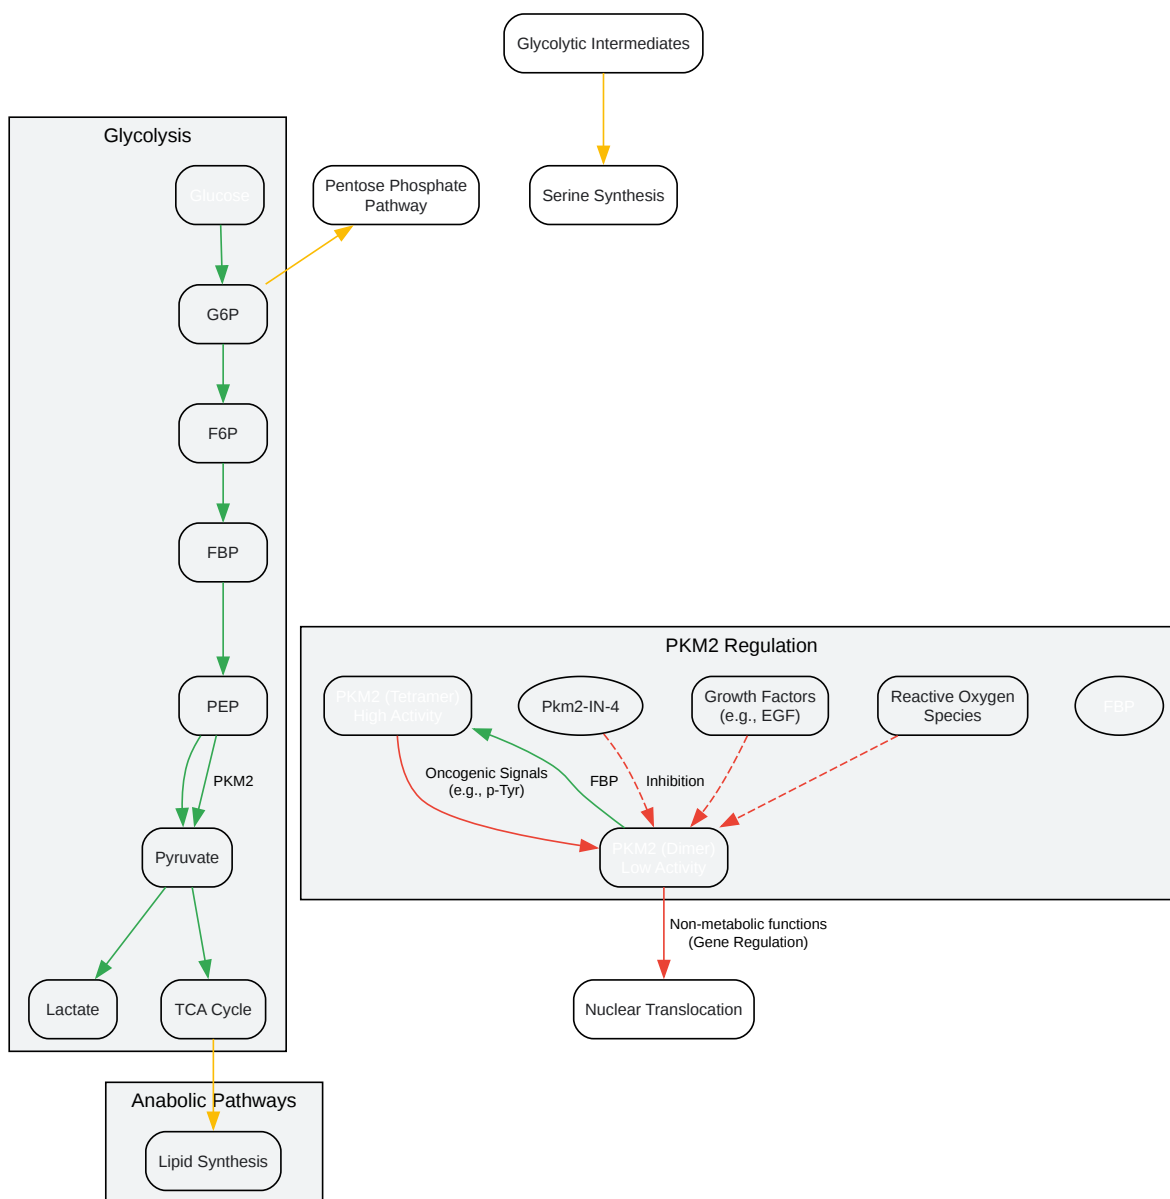 Glycolytic Intermediates
Glycolysis
Glucose
Pentose Phosphate
Pathway
Serine Synthesis
G6P
F6P
FBP
PEP
PKM2
Pyruvate
Lactate
TCA Cycle
Anabolic Pathways
Lipid Synthesis
PKM2 Regulation
PKM2 (Tetramer)
High Activity
Pkm2-IN-4
Growth Factors
(e.g., EGF)
Reactive Oxygen
Species
FBP
Oncogenic Signals
(e.g., p-Tyr)
FBP
Inhibition
PKM2 (Dimer)
Low Activity
Non-metabolic functions
(Gene Regulation)
Nuclear Translocation